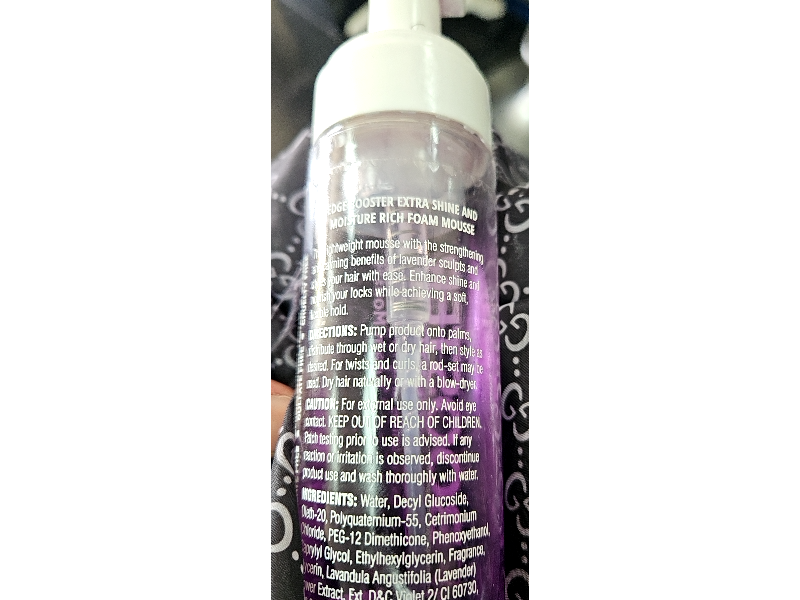 EDGE BOOSTER EXTRA SHINE AND
MOISTURE RICH FOAM MOUSSE
lightweight mousse with the strengthening
benefits of lavender sculpts and
your hair with ease. Enhance shine and
your locks while achieving a soft,
hold.
DIRECTIONS: Pump product onto palms,
distribute through wet or dry hair, then style as
desired. For twists and curls, a rod-set may be
used. Dry hair naturally or with a blow-dryer.
CAUTION: For external use only. Avoid eye
contact. KEEP OUT OF REACH OF CHILDREN.
Patch testing prior to use is advised. If any
reaction or irritation is observed, discontinue
product use and wash thoroughly with water.
INGREDIENTS: Water, Decyl Glucoside,
Oleth-20, Polyquaternium-55, Cetrimonium
Chloride, PEG-12 Dimethicone, Phenoxyethanol,
Caprylyl Glycol, Ethylhexylglycerin, Fragrance,
Glycerin, Lavandula Angustifolia (Lavender)
Flower Extract, Ext. D&C Violet 2/ CI 60730,